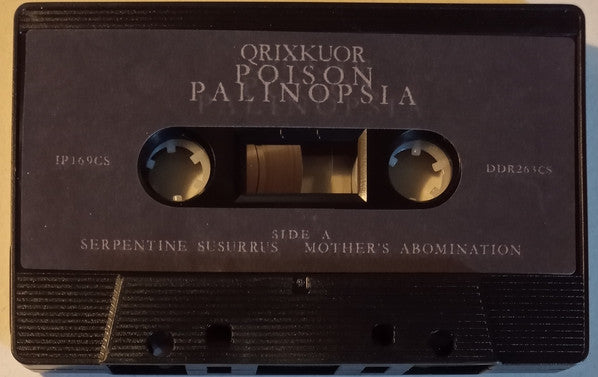 QRIXKUOR
POISON
PALINOPSIA
IP169CS
DDR263CS
SIDE A
SERPENTINE SUSURRUS MOTHER'S ABOMINATION